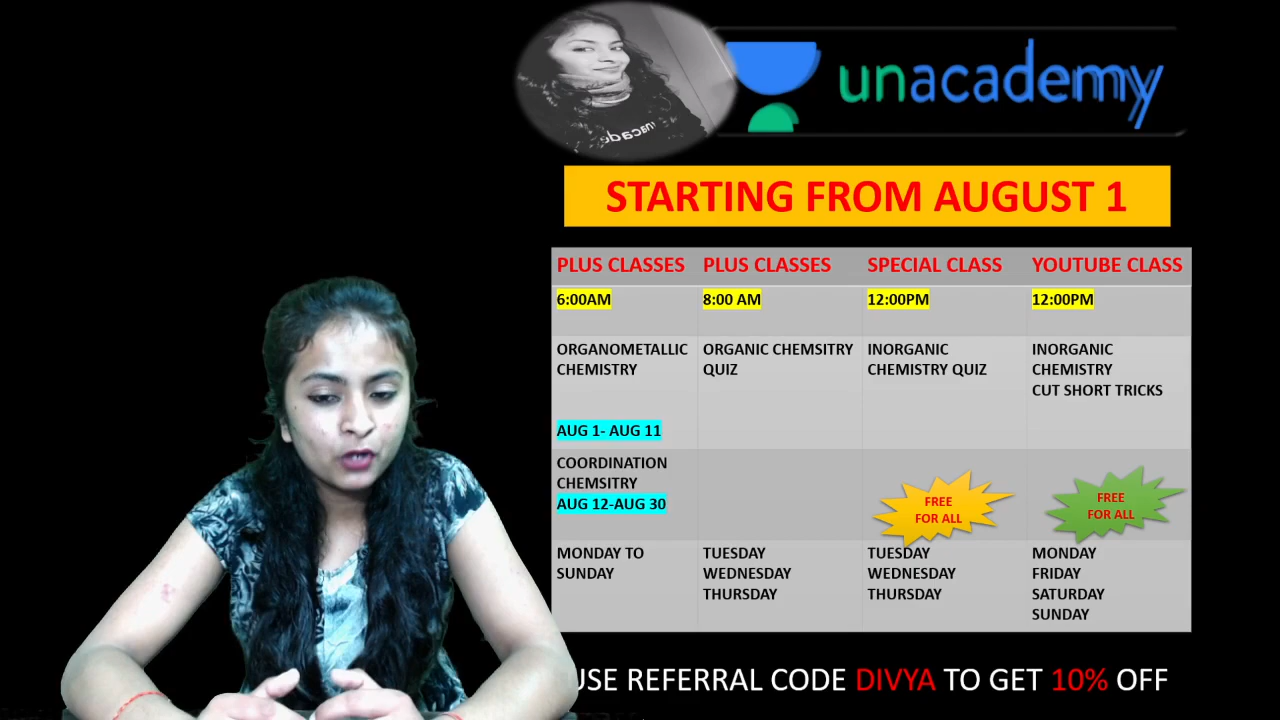 unacademy
STARTING FROM AUGUST 1
PLUS CLASSES PLUS CLASSES SPECIAL CLASS YOUTUBE CLASS
6:00AM 8:00 AM 12:00PM 12:00PM
ORGANOMETALLIC
CHEMISTRY
AUG 1- AUG 11
ORGANIC CHEMSITRY
QUIZ
INORGANIC
CHEMISTRY QUIZ
INORGANIC
CHEMISTRY
CUT SHORT TRICKS
COORDINATION
CHEMSITRY
AUG 12-AUG 30
FREE
FOR ALL
FREE
FOR ALL
MONDAY TO
SUNDAY
TUESDAY
WEDNESDAY
THURSDAY
TUESDAY
WEDNESDAY
THURSDAY
MONDAY
FRIDAY
SATURDAY
SUNDAY
USE REFERRAL CODE DIVYA TO GET 10% OFF